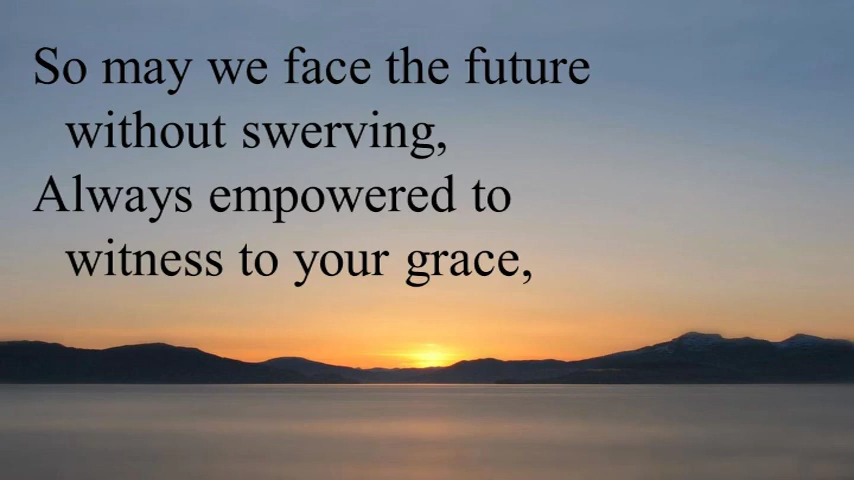 So may we face the future
without swerving,
Always empowered to
witness to your grace,